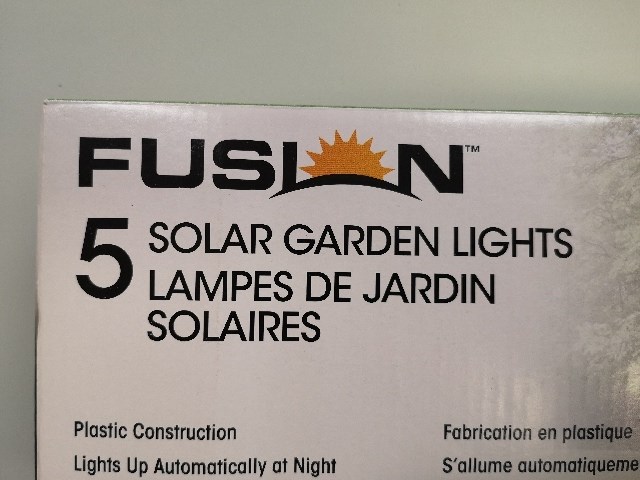 FUSION™
5 SOLAR GARDEN LIGHTS
LAMPES DE JARDIN
SOLAIRES
Plastic Construction
Lights Up Automatically at Night
Fabrication en plastique
S'allume automatiqueme